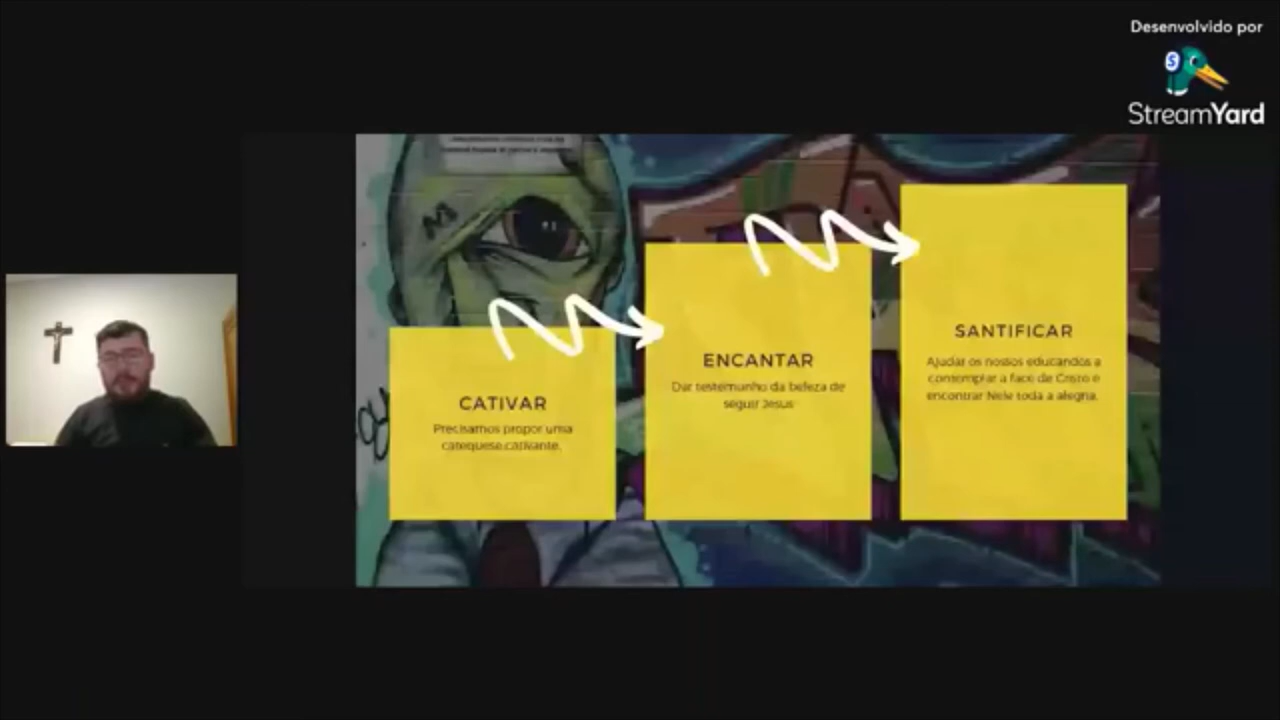 Desenvolvido por
StreamYard
CATIVAR
Precisamos propor uma
catequese cativante.
ENCANTAR
Dar testemunho da beleza de
seguir Jesus
SANTIFICAR
Ajudar os nossos educandos a
contemplar a face de Cristo e
encontrar Nele toda a alegria.